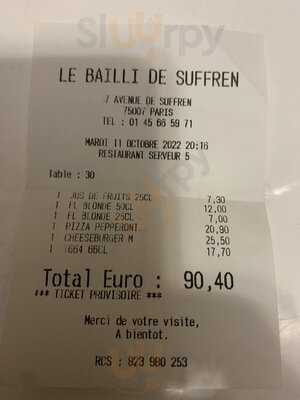 LE BAILLI DE SUFFREN
7 AVENUE DE SUFFREN
75007 PARIS
TEL : 01 45 66 59 71
MARDI 11 OCTOBRE 2022 20:16
RESTAURANT SERVEUR 5
Table : 30
1 JUS DE FRUITS 25CL 7,30
1 FL BLONDE 50CL 12,00
1 FL BLONDE 25CL 7,00
1 PIZZA PEPPERONI 20,90
1 CHEESEBURGER M 25,50
1 1664 66CL 17,70
Total Euro : 90,40
*** TICKET PROVISOIRE ***
Merci de votre visite,
A bientot.
RCS : 823 980 253
Sluurpy